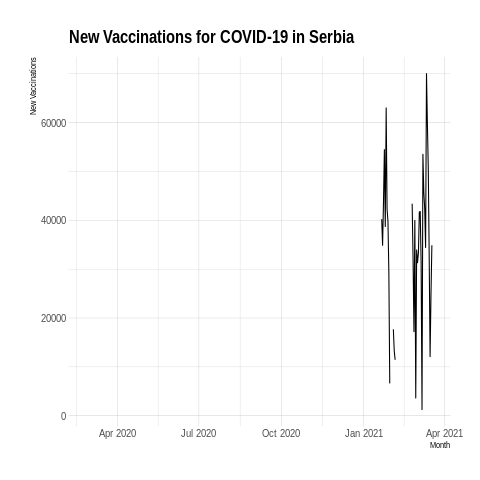 New Vaccinations for COVID-19 in Serbia
New Vaccinations
60000
40000
20000
0
Apr 2020 Jul 2020 Oct 2020 Jan 2021 Apr 2021
Month